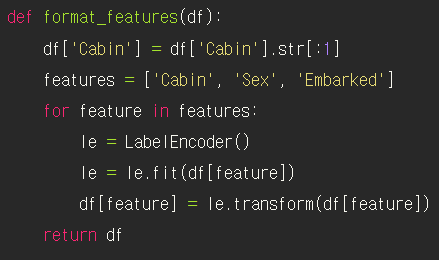 def format_features(df):
    df['Cabin'] = df['Cabin'].str[:1]
    features = ['Cabin', 'Sex', 'Embarked']
    for feature in features:
        le = LabelEncoder()
        le = le.fit(df[feature])
        df[feature] = le.transform(df[feature])
    return df